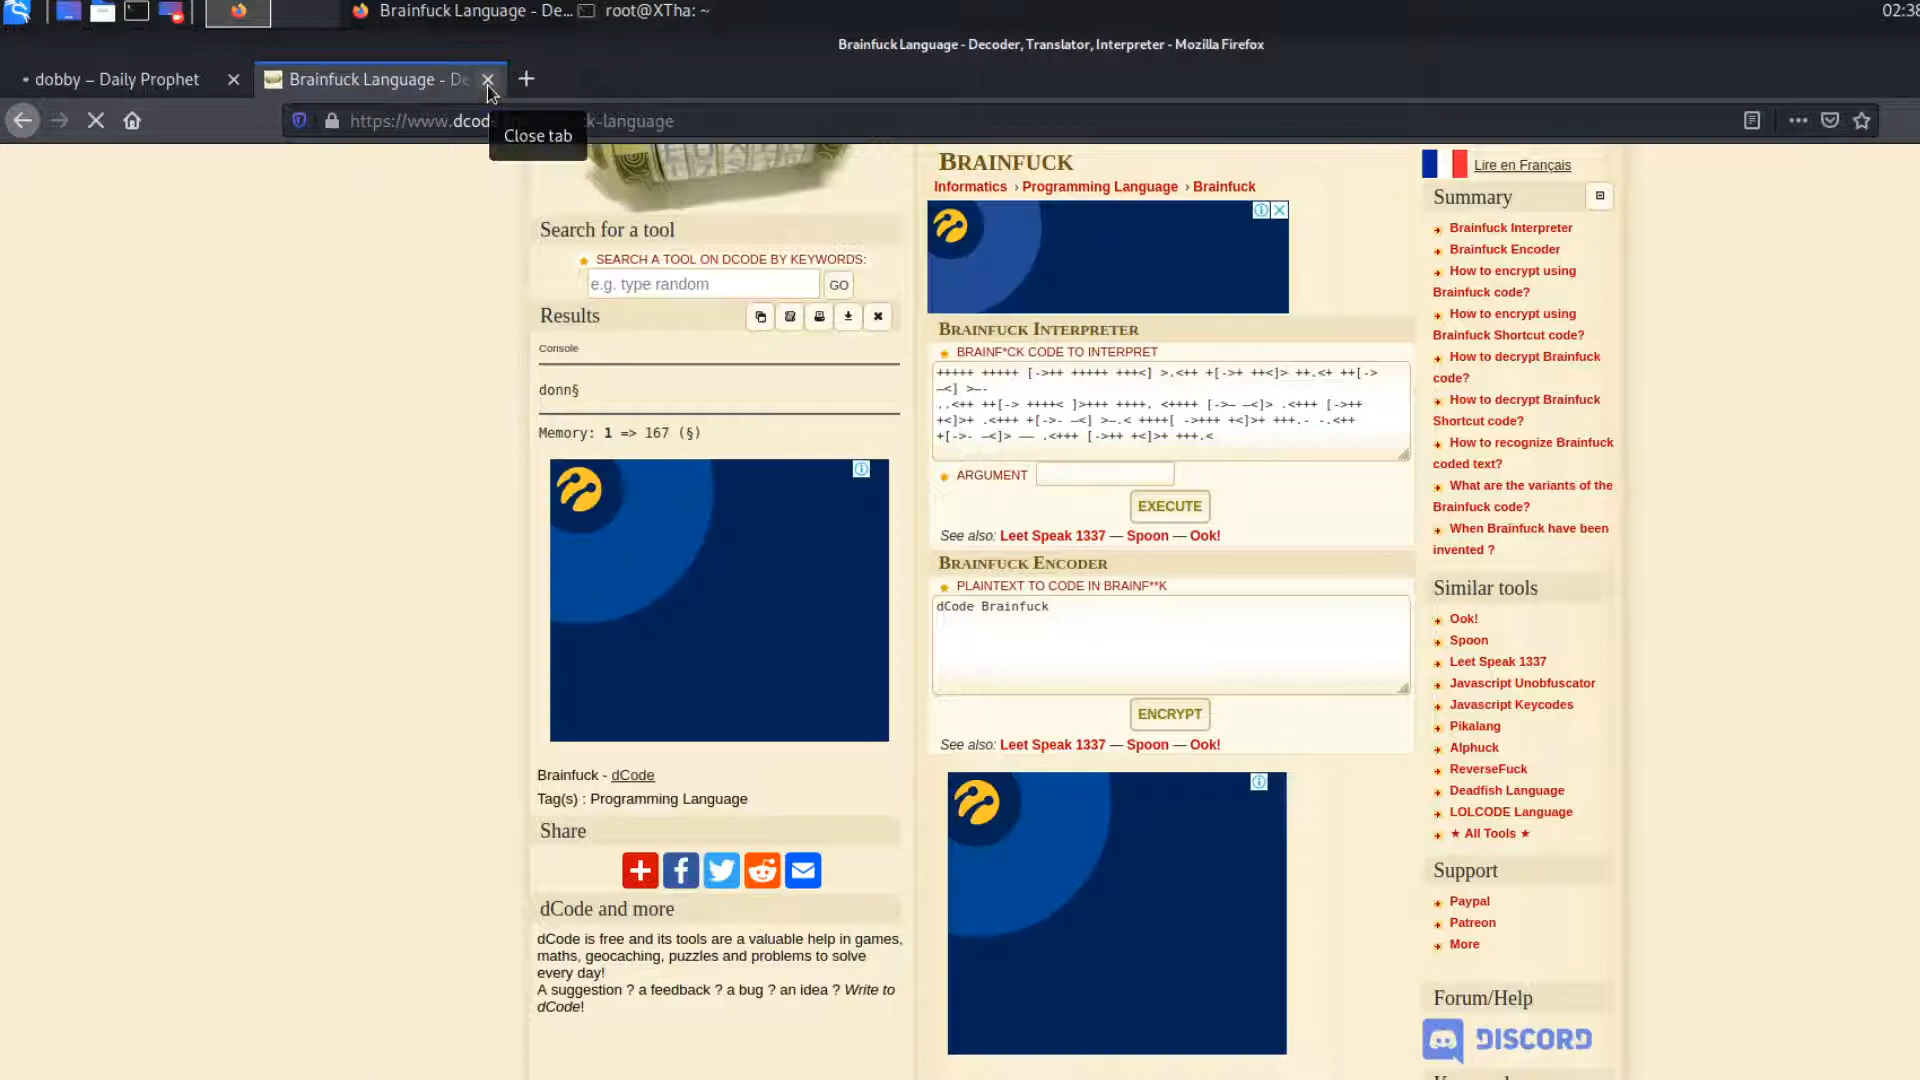 Brainfuck Language - De...
root@XTha: ~
02:38
Brainfuck Language - Decoder, Translator, Interpreter - Mozilla Firefox
dobby – Daily Prophet
Brainfuck Language - De
https://www.dcod
k-language
Close tab
BRAINFUCK
Informatics › Programming Language › Brainfuck
Lire en Français
Summary
Search for a tool
SEARCH A TOOL ON DCODE BY KEYWORDS:
e.g. type random
GO
Results
Console
donn§
Memory: 1 => 167 (§)
BRAINFUCK INTERPRETER
BRAINF*CK CODE TO INTERPRET
+++++ +++++ [->++ +++++ +++<] >.<++ +[->+ ++<]> ++.<+ ++[->
—<] >—-
..<++ ++[-> ++++< ]>+++ ++++. <++++ [->— —<]> .<+++ [->++
+<]>+ .<+++ +[->- —<] >—.< ++++[ ->+++ +<]>+ +++.- -.<++
+[->- —<]> —— .<+++ [->++ +<]>+ +++.<
ARGUMENT
EXECUTE
See also: Leet Speak 1337 — Spoon — Ook!
BRAINFUCK ENCODER
PLAINTEXT TO CODE IN BRAINF**K
dCode Brainfuck
ENCRYPT
See also: Leet Speak 1337 — Spoon — Ook!
Brainfuck - dCode
Tag(s) : Programming Language
Share
dCode and more
dCode is free and its tools are a valuable help in games,
maths, geocaching, puzzles and problems to solve
every day!
A suggestion ? a feedback ? a bug ? an idea ? Write to
dCode!
Brainfuck Interpreter
Brainfuck Encoder
How to encrypt using
Brainfuck code?
How to encrypt using
Brainfuck Shortcut code?
How to decrypt Brainfuck
code?
How to decrypt Brainfuck
Shortcut code?
How to recognize Brainfuck
coded text?
What are the variants of the
Brainfuck code?
When Brainfuck have been
invented ?
Similar tools
Ook!
Spoon
Leet Speak 1337
Javascript Unobfuscator
Javascript Keycodes
Pikalang
Alphuck
ReverseFuck
Deadfish Language
LOLCODE Language
★ All Tools ★
Support
Paypal
Patreon
More
Forum/Help
DISCORD